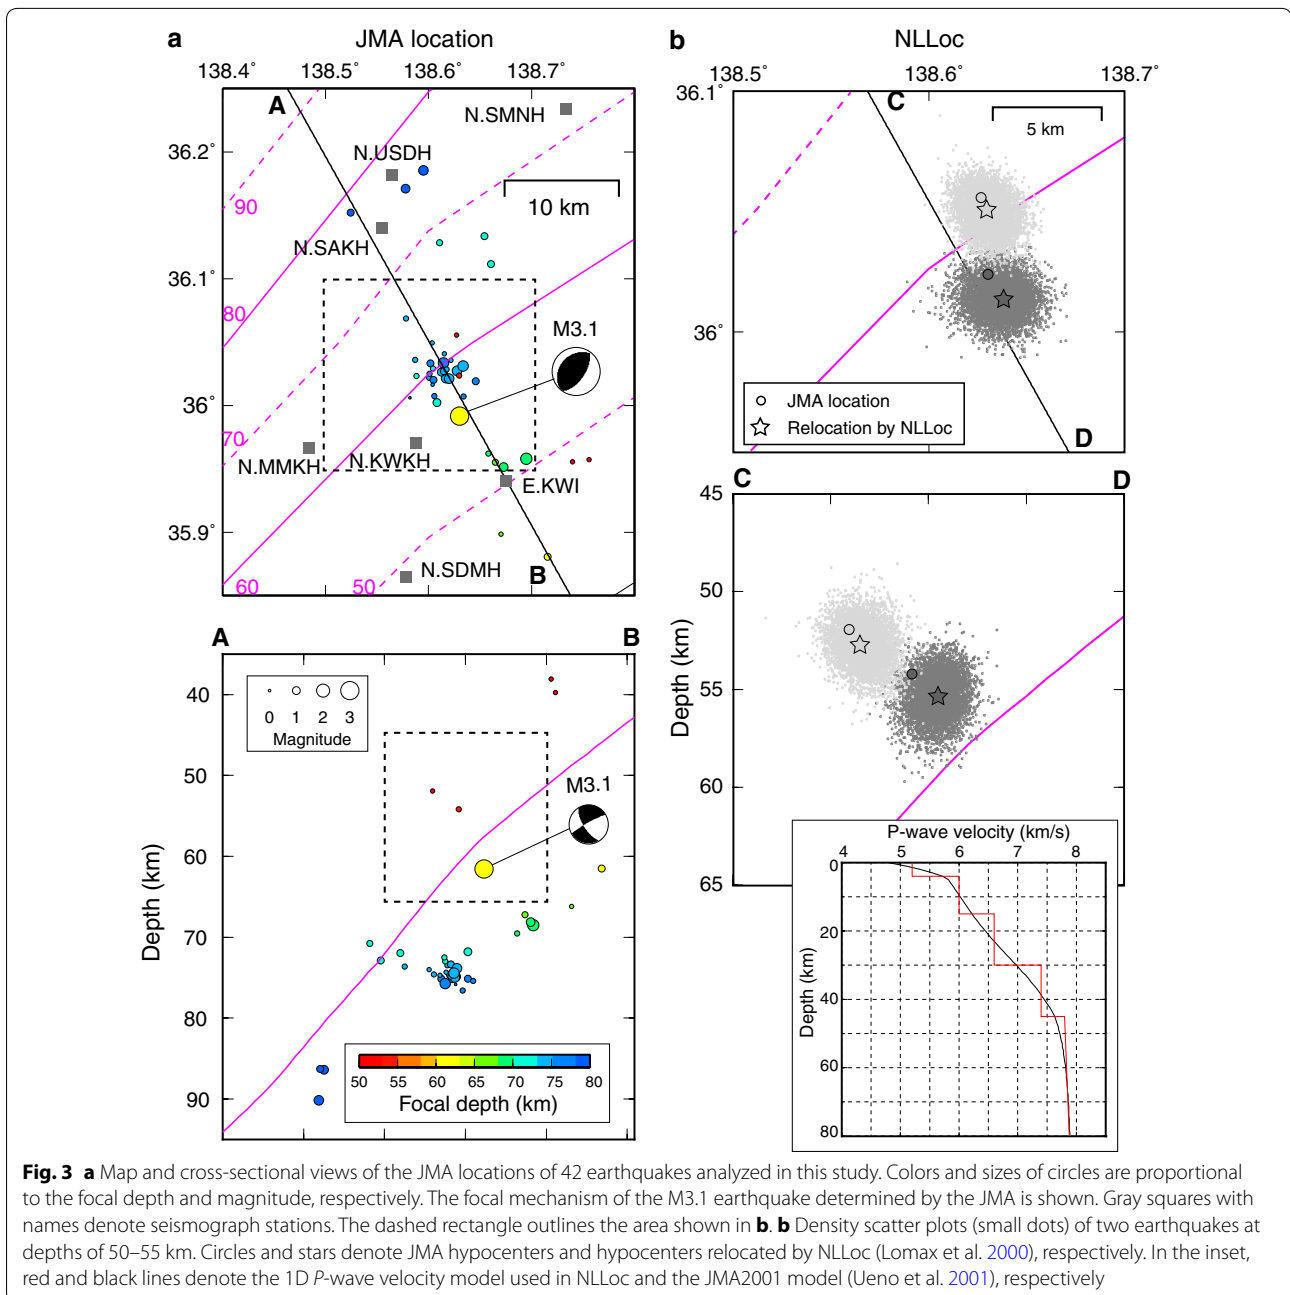 a
JMA location
138.4˚ 138.5˚ 138.6˚ 138.7˚
36.2˚
36.1˚
36˚
35.9˚
A
N.SMNH
N.USDH
10 km
90
N.SAKH
80
M3.1
70
N.MMKH
N.KWKH
E.KWI
N.SDMH
B
60
50
A
B
40
50
60
70
80
90
Depth (km)
0 1 2 3
Magnitude
M3.1
50 55 60 65 70 75 80
Focal depth (km)
b
NLLoc
138.5˚ 138.6˚ 138.7˚
36.1˚
36˚
C
5 km
JMA location
Relocation by NLLoc
D
C
D
45
50
55
60
65
Depth (km)
P-wave velocity (km/s)
4 5 6 7 8
0
20
40
60
80
Depth (km)
Fig. 3 a Map and cross-sectional views of the JMA locations of 42 earthquakes analyzed in this study. Colors and sizes of circles are proportional
to the focal depth and magnitude, respectively. The focal mechanism of the M3.1 earthquake determined by the JMA is shown. Gray squares with
names denote seismograph stations. The dashed rectangle outlines the area shown in b. b Density scatter plots (small dots) of two earthquakes at
depths of 50–55 km. Circles and stars denote JMA hypocenters and hypocenters relocated by NLLoc (Lomax et al. 2000), respectively. In the inset,
red and black lines denote the 1D P-wave velocity model used in NLLoc and the JMA2001 model (Ueno et al. 2001), respectively